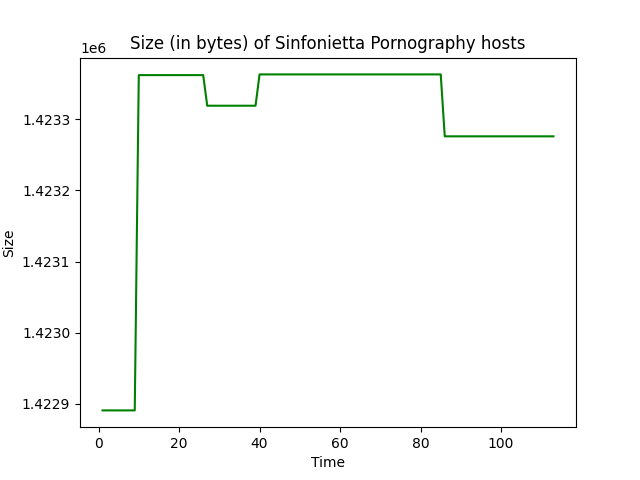 Size (in bytes) of Sinfonietta Pornography hosts
1e6
1.4233
1.4232
1.4231
1.4230
1.4229
Size
0 20 40 60 80 100
Time